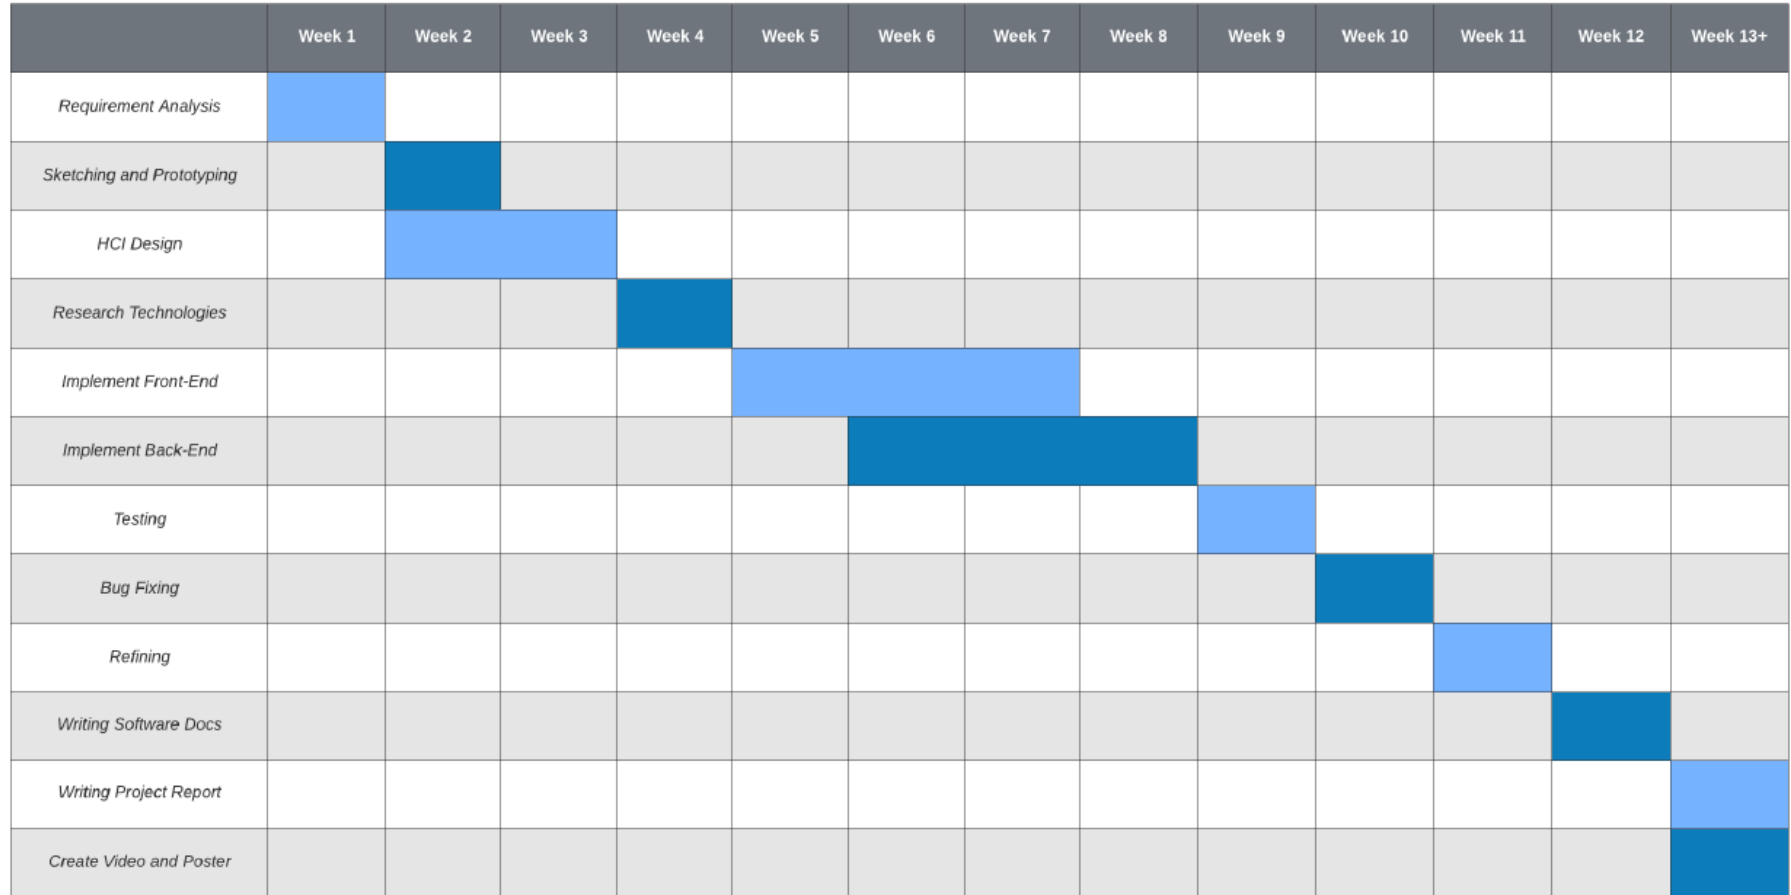 Week 1 Week 2 Week 3 Week 4 Week 5 Week 6 Week 7 Week 8 Week 9 Week 10 Week 11 Week 12 Week 13+
Requirement Analysis
Sketching and Prototyping
HCI Design
Research Technologies
Implement Front-End
Implement Back-End
Testing
Bug Fixing
Refining
Writing Software Docs
Writing Project Report
Create Video and Poster